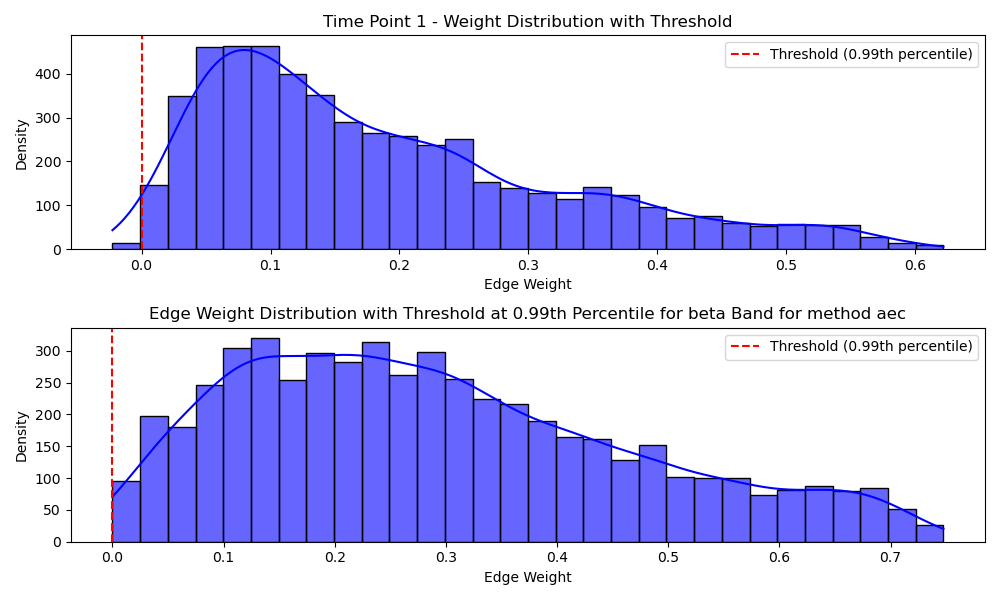 Time Point 1 - Weight Distribution with Threshold
Threshold (0.99th percentile)
Density
400
300
200
100
0
0.0 0.1 0.2 0.3 0.4 0.5 0.6
Edge Weight
Edge Weight Distribution with Threshold at 0.99th Percentile for beta Band for method aec
Threshold (0.99th percentile)
Density
300
250
200
150
100
50
0
0.0 0.1 0.2 0.3 0.4 0.5 0.6 0.7
Edge Weight